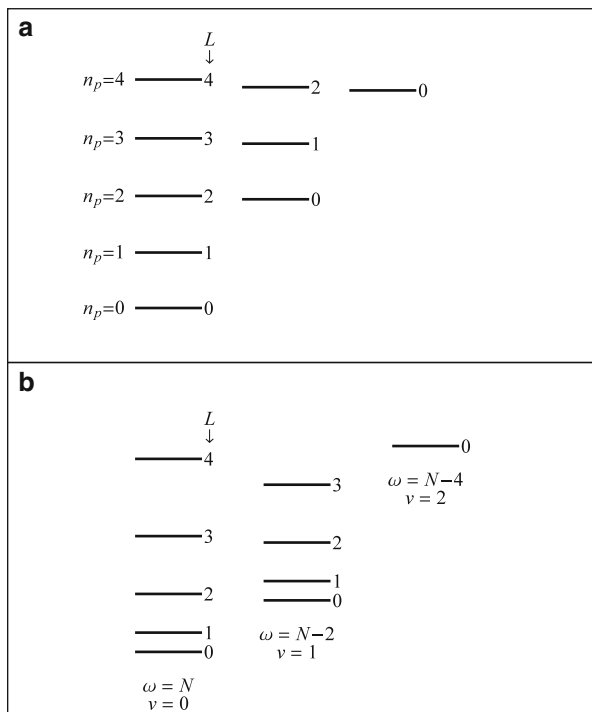 a
L
↓
n_p=4 4 2 0
n_p=3 3 1
n_p=2 2 0
n_p=1 1
n_p=0 0
b
L
↓
4 0
ω = N−4
v = 2
3
3 2
2 1
0
1 ω = N−2
0 v = 1
ω = N
v = 0